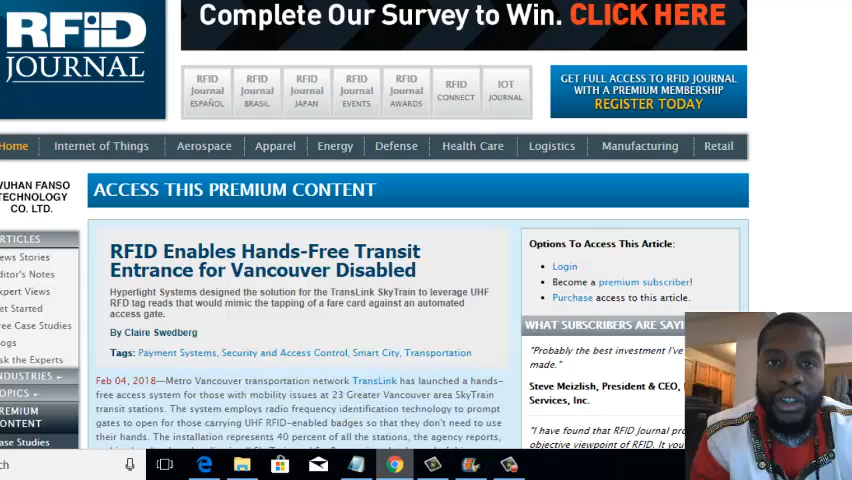 Complete Our Survey to Win. CLICK HERE
RFID
JOURNAL
RFID
Journal
ESPAÑOL
RFID
Journal
BRASIL
RFID
Journal
JAPAN
RFID
Journal
EVENTS
RFID
Journal
AWARDS
RFID
CONNECT
IOT
JOURNAL
GET FULL ACCESS TO RFID JOURNAL
WITH A PREMIUM MEMBERSHIP
REGISTER TODAY
Home Internet of Things Aerospace Apparel Energy Defense Health Care Logistics Manufacturing Retail
WUHAN FANSO
TECHNOLOGY
CO. LTD.
ARTICLES
News Stories
Editor's Notes
Expert Views
Get Started
Free Case Studies
Blogs
Ask the Experts
INDUSTRIES
TOPICS
PREMIUM
CONTENT
Case Studies
ACCESS THIS PREMIUM CONTENT
RFID Enables Hands-Free Transit
Entrance for Vancouver Disabled
Hyperlight Systems designed the solution for the TransLink SkyTrain to leverage UHF
RFID tag reads that would mimic the tapping of a fare card against an automated
access gate.
By Claire Swedberg
Tags: Payment Systems, Security and Access Control, Smart City, Transportation
Feb 04, 2018—Metro Vancouver transportation network TransLink has launched a hands-
free access system for those with mobility issues at 23 Greater Vancouver area SkyTrain
transit stations. The system employs radio frequency identification technology to prompt
gates to open for those carrying UHF RFID-enabled badges so that they don't need to use
their hands. The installation represents 40 percent of all the stations, the agency reports,
Options To Access This Article:
• Login
• Become a premium subscriber!
• Purchase access to this article.
WHAT SUBSCRIBERS ARE SAYI
"Probably the best investment I've
made."
Steve Meizlish, President & CEO,
Services, Inc.
"I have found that RFID Journal pro
objective viewpoint of RFID. It you